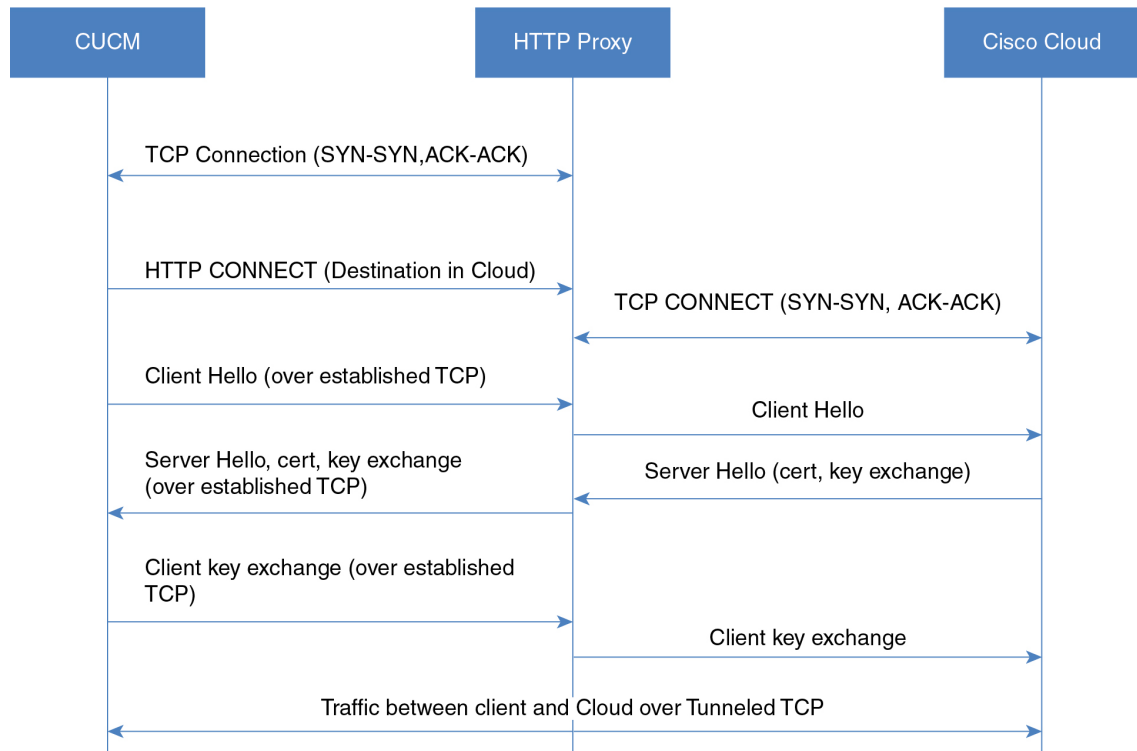 CUCM
HTTP Proxy
Cisco Cloud
TCP Connection (SYN-SYN,ACK-ACK)
HTTP CONNECT (Destination in Cloud)
TCP CONNECT (SYN-SYN, ACK-ACK)
Client Hello (over established TCP)
Client Hello
Server Hello, cert, key exchange
(over established TCP)
Server Hello (cert, key exchange)
Client key exchange (over established
TCP)
Client key exchange
Traffic between client and Cloud over Tunneled TCP